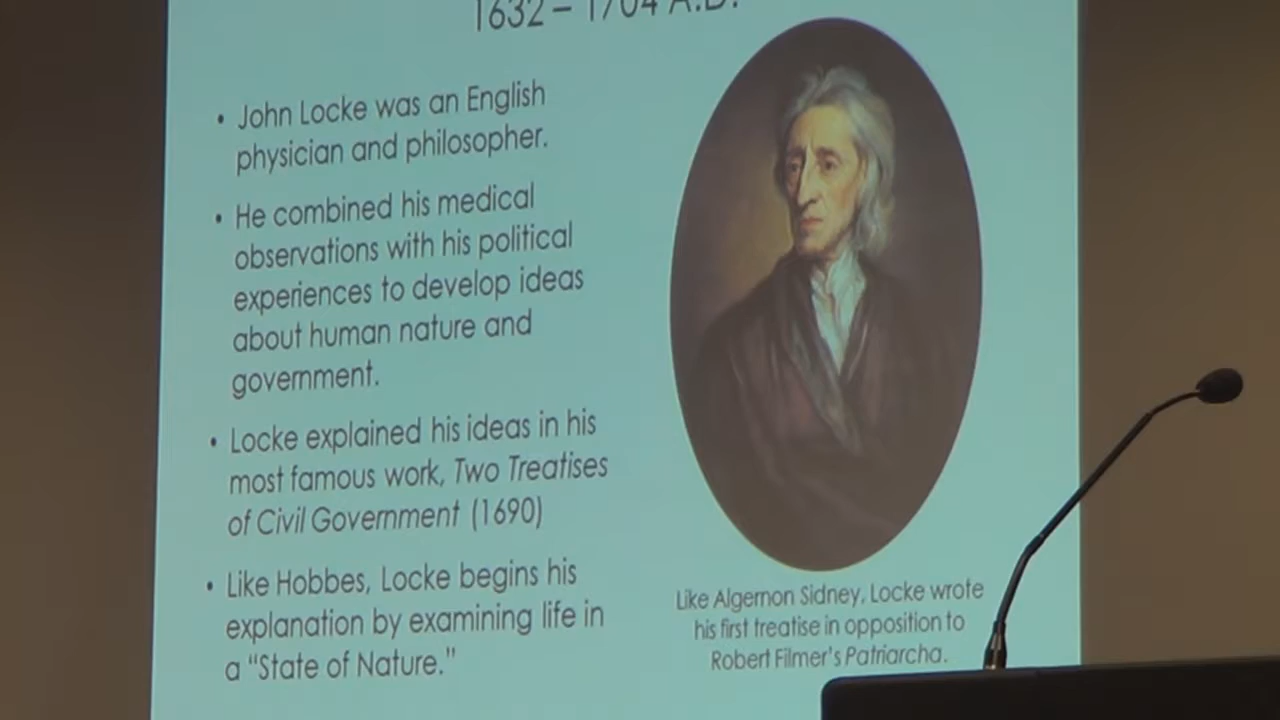 1632 – 1704 A.D.
• John Locke was an English
physician and philosopher.
• He combined his medical
observations with his political
experiences to develop ideas
about human nature and
government.
• Locke explained his ideas in his
most famous work, Two Treatises
of Civil Government (1690)
• Like Hobbes, Locke begins his
explanation by examining life in
a “State of Nature.”
Like Algernon Sidney, Locke wrote
his first treatise in opposition to
Robert Filmer’s Patriarcha.